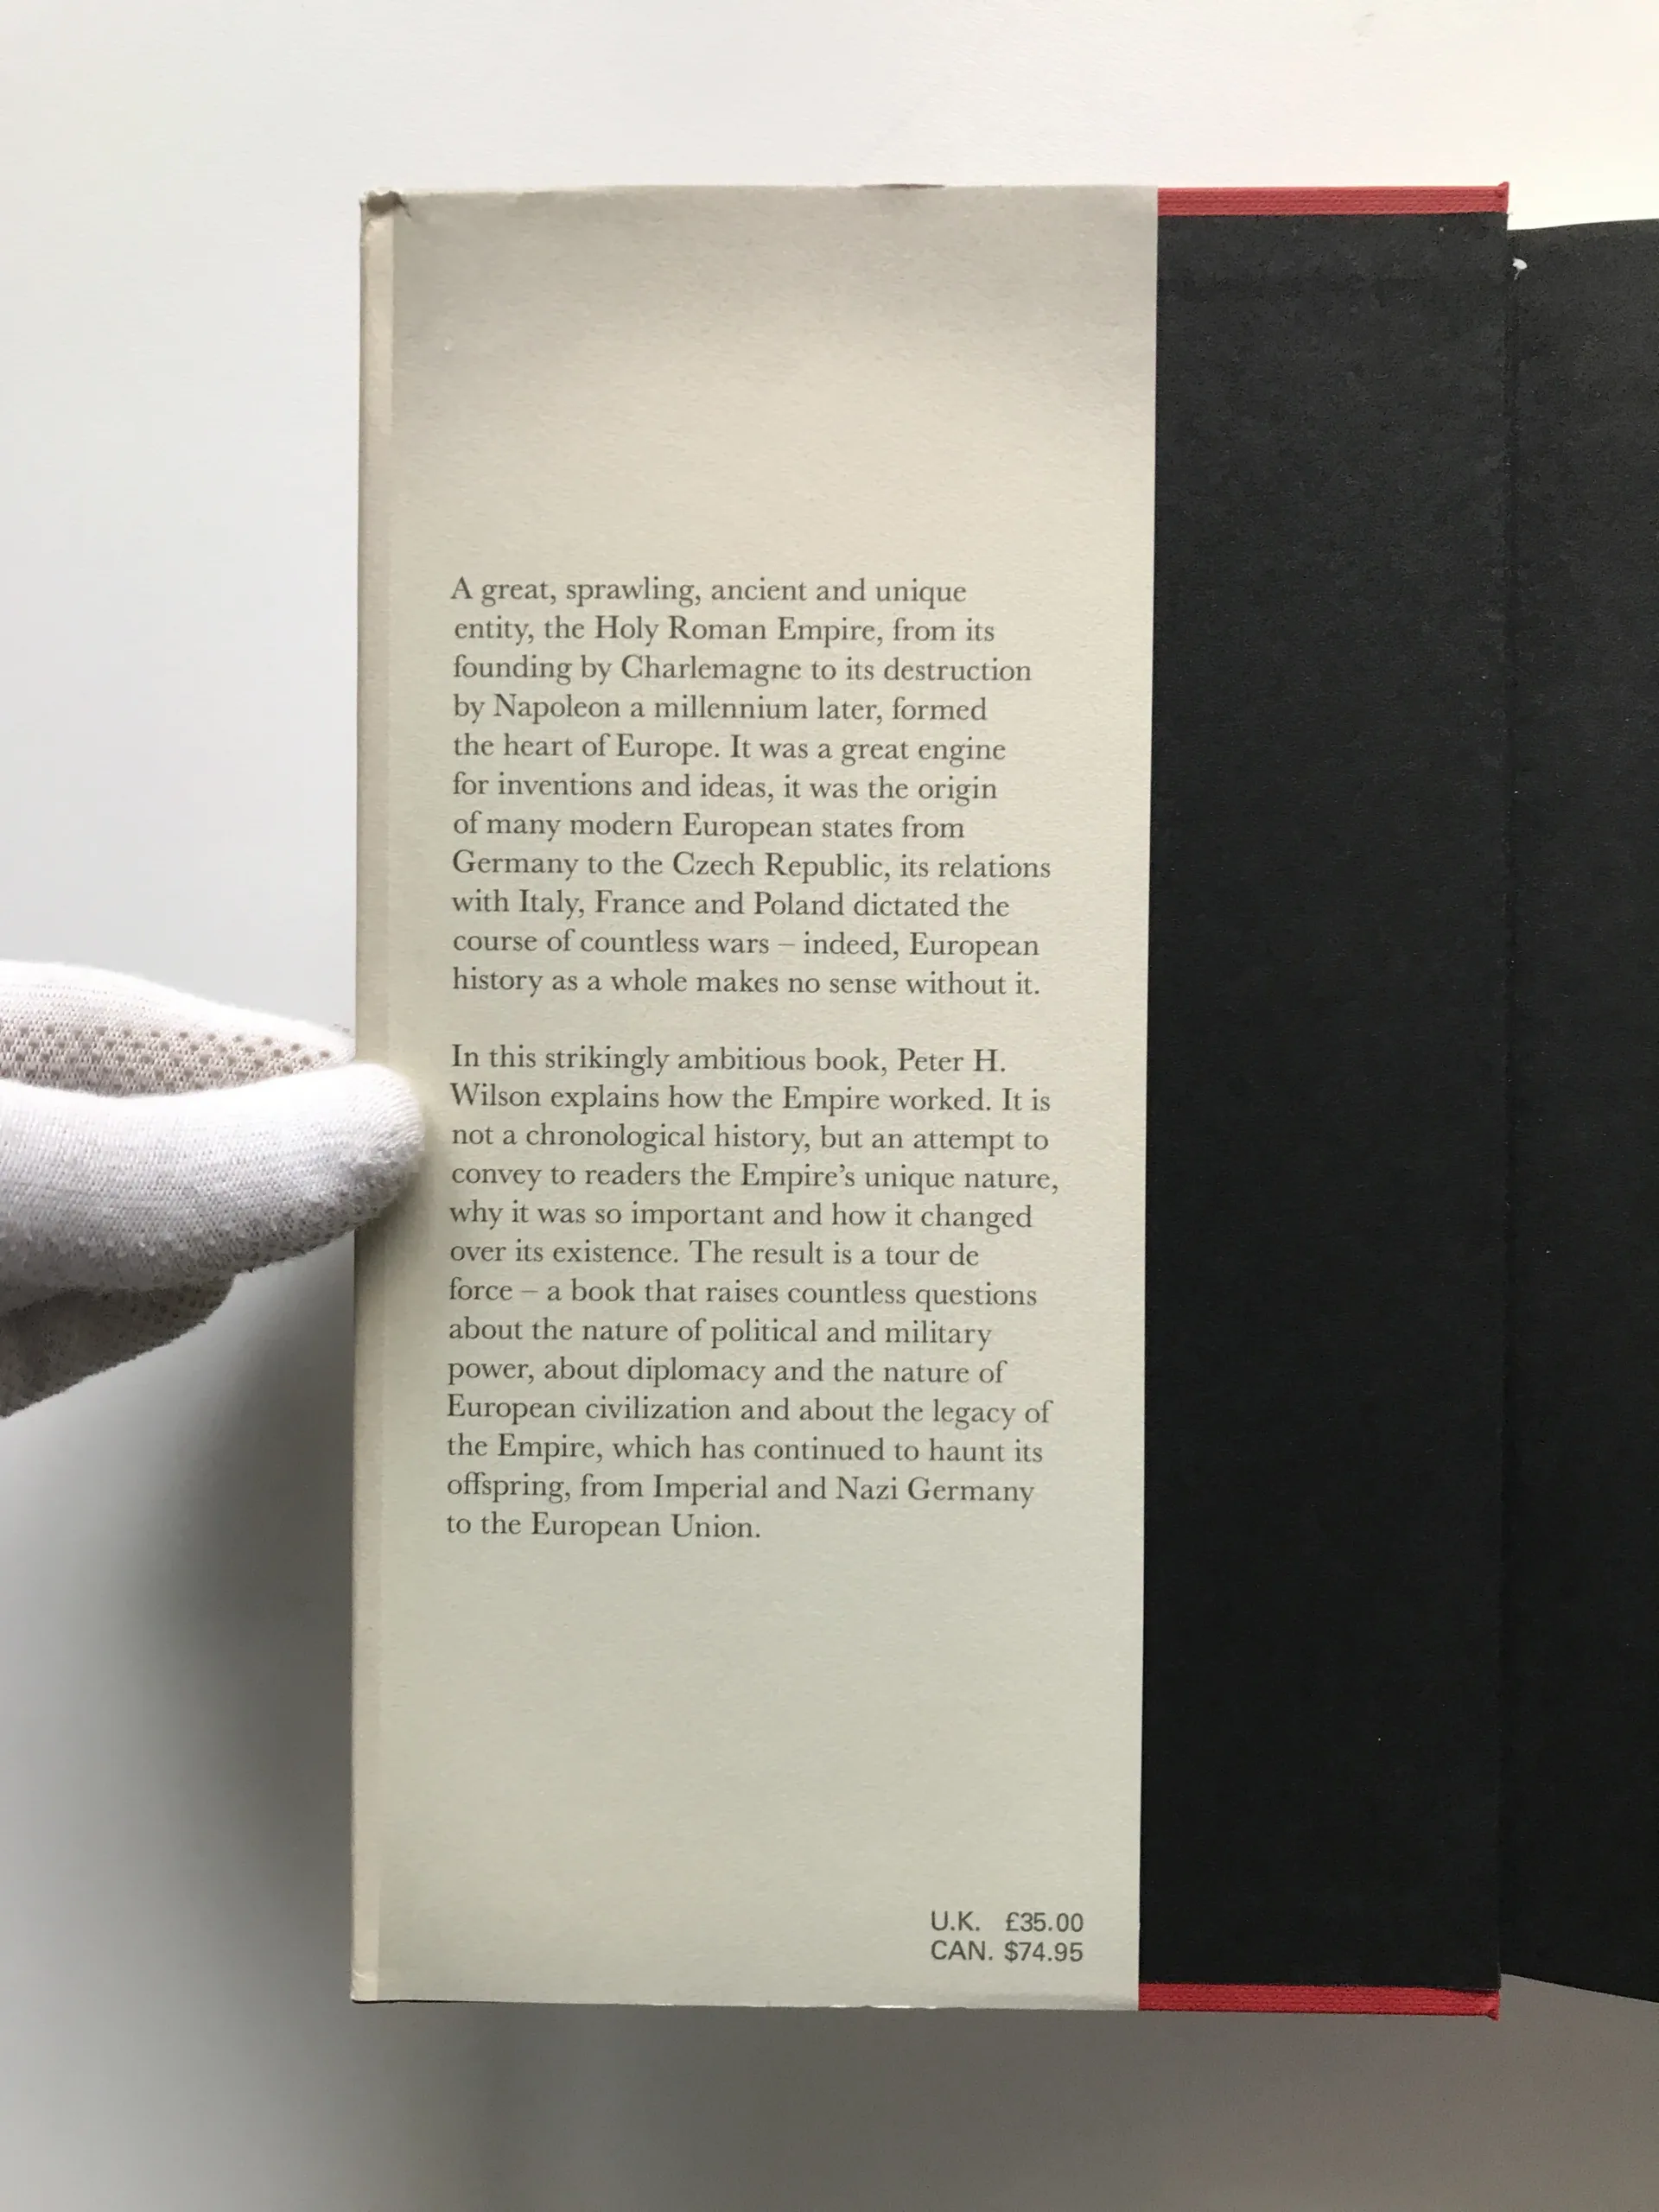 A great, sprawling, ancient and unique
entity, the Holy Roman Empire, from its
founding by Charlemagne to its destruction
by Napoleon a millennium later, formed
the heart of Europe. It was a great engine
for inventions and ideas, it was the origin
of many modern European states from
Germany to the Czech Republic, its relations
with Italy, France and Poland dictated the
course of countless wars – indeed, European
history as a whole makes no sense without it.
In this strikingly ambitious book, Peter H.
Wilson explains how the Empire worked. It is
not a chronological history, but an attempt to
convey to readers the Empire’s unique nature,
why it was so important and how it changed
over its existence. The result is a tour de
force – a book that raises countless questions
about the nature of political and military
power, about diplomacy and the nature of
European civilization and about the legacy of
the Empire, which has continued to haunt its
offspring, from Imperial and Nazi Germany
to the European Union.
U.K. £35.00
CAN. $74.95